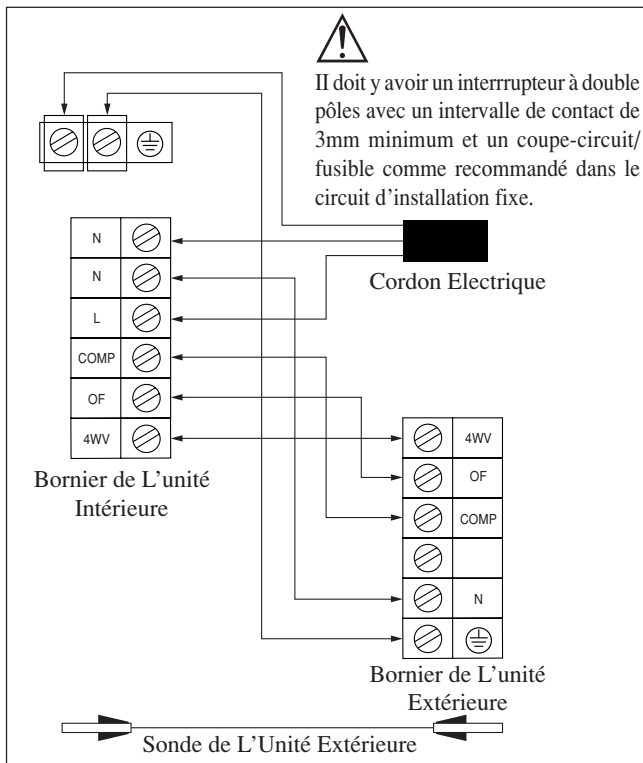 II doit y avoir un interrrupteur à double
pôles avec un intervalle de contact de
3mm minimum et un coupe-circuit/
fusible comme recommandé dans le
circuit d'installation fixe.
Cordon Electrique
N
N
L
COMP
OF
4WV
Bornier de L'unité
Intérieure
4WV
OF
COMP
N
Bornier de L'unité
Extérieure
Sonde de L'Unité Extérieure